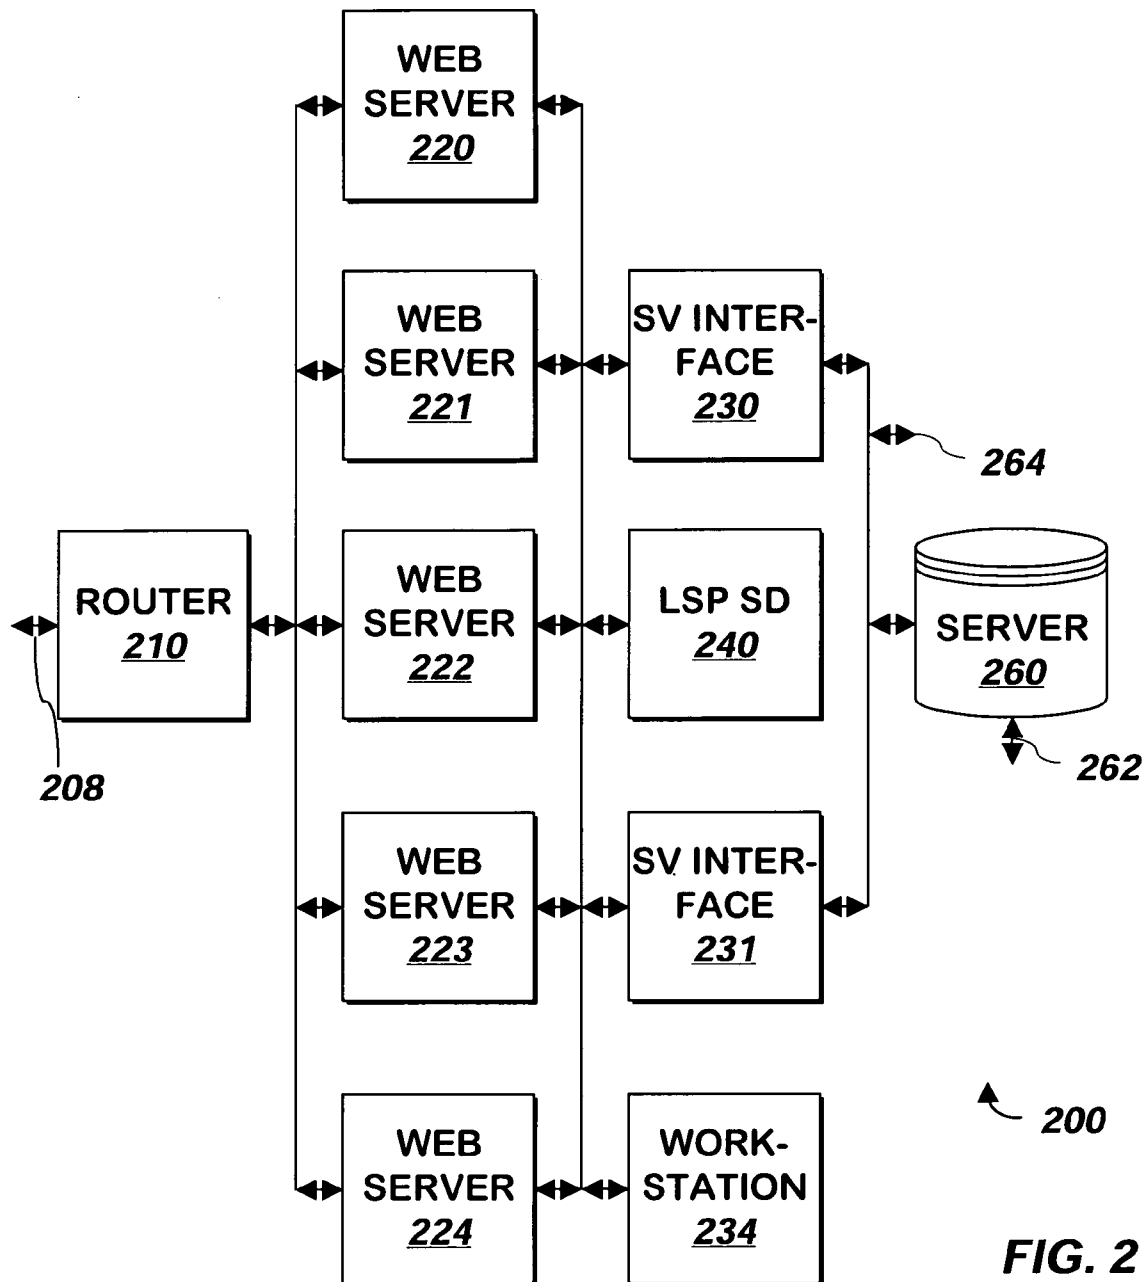 WEB
SERVER
220
WEB
SERVER
221
SV INTER-
FACE
230
264
ROUTER
210
WEB
SERVER
222
LSP SD
240
SERVER
260
208
262
WEB
SERVER
223
SV INTER-
FACE
231
WEB
SERVER
224
WORK-
STATION
234
200
FIG. 2